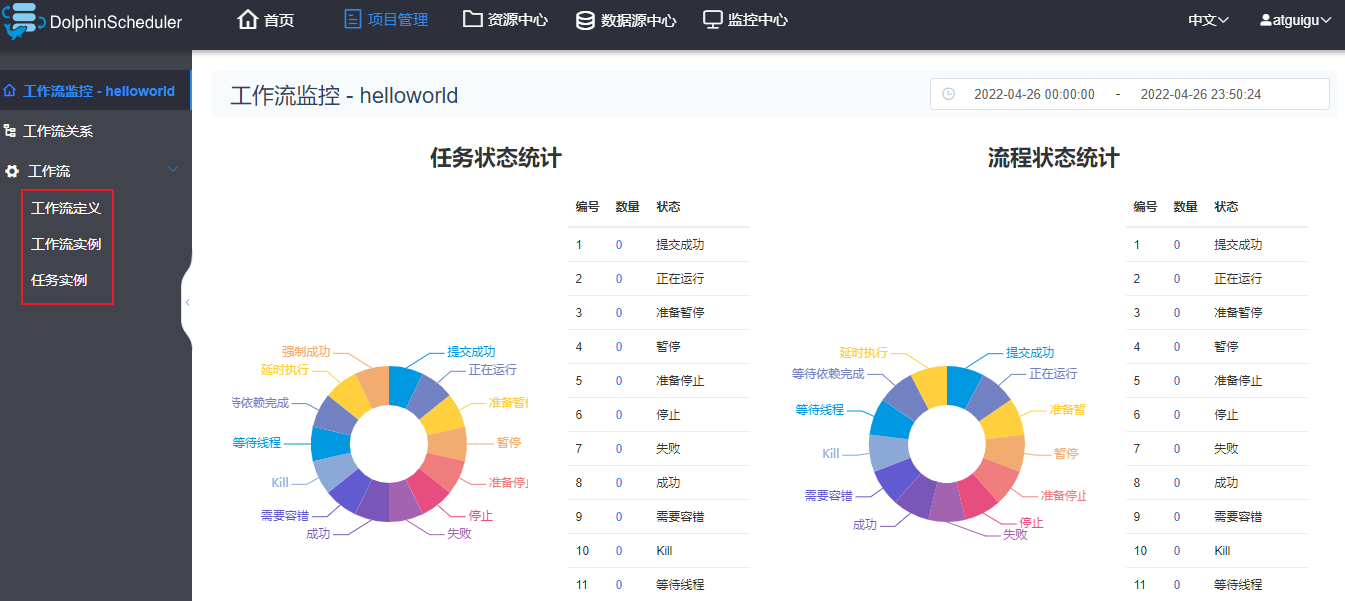 DolphinScheduler 首页 项目管理 资源中心 数据源中心 监控中心 中文 atguigu
工作流监控 - helloworld
工作流关系
工作流
工作流定义
工作流实例
任务实例
工作流监控 - helloworld 2022-04-26 00:00:00 - 2022-04-26 23:50:24
任务状态统计
强制成功
提交成功
延时执行
正在运行
待依赖完成
准备暂
等待线程
暂停
Kill
准备停
需要容错
停止
成功
失败
编号 数量 状态
1 0 提交成功
2 0 正在运行
3 0 准备暂停
4 0 暂停
5 0 准备停止
6 0 停止
7 0 失败
8 0 成功
9 0 需要容错
10 0 Kill
11 0 等待线程
流程状态统计
延时执行
提交成功
等待依赖完成
正在运行
等待线程
准备暂
Kill
暂停
需要容错
准备停止
成功
停止
失败
编号 数量 状态
1 0 提交成功
2 0 正在运行
3 0 准备暂停
4 0 暂停
5 0 准备停止
6 0 停止
7 0 失败
8 0 成功
9 0 需要容错
10 0 Kill
11 0 等待线程